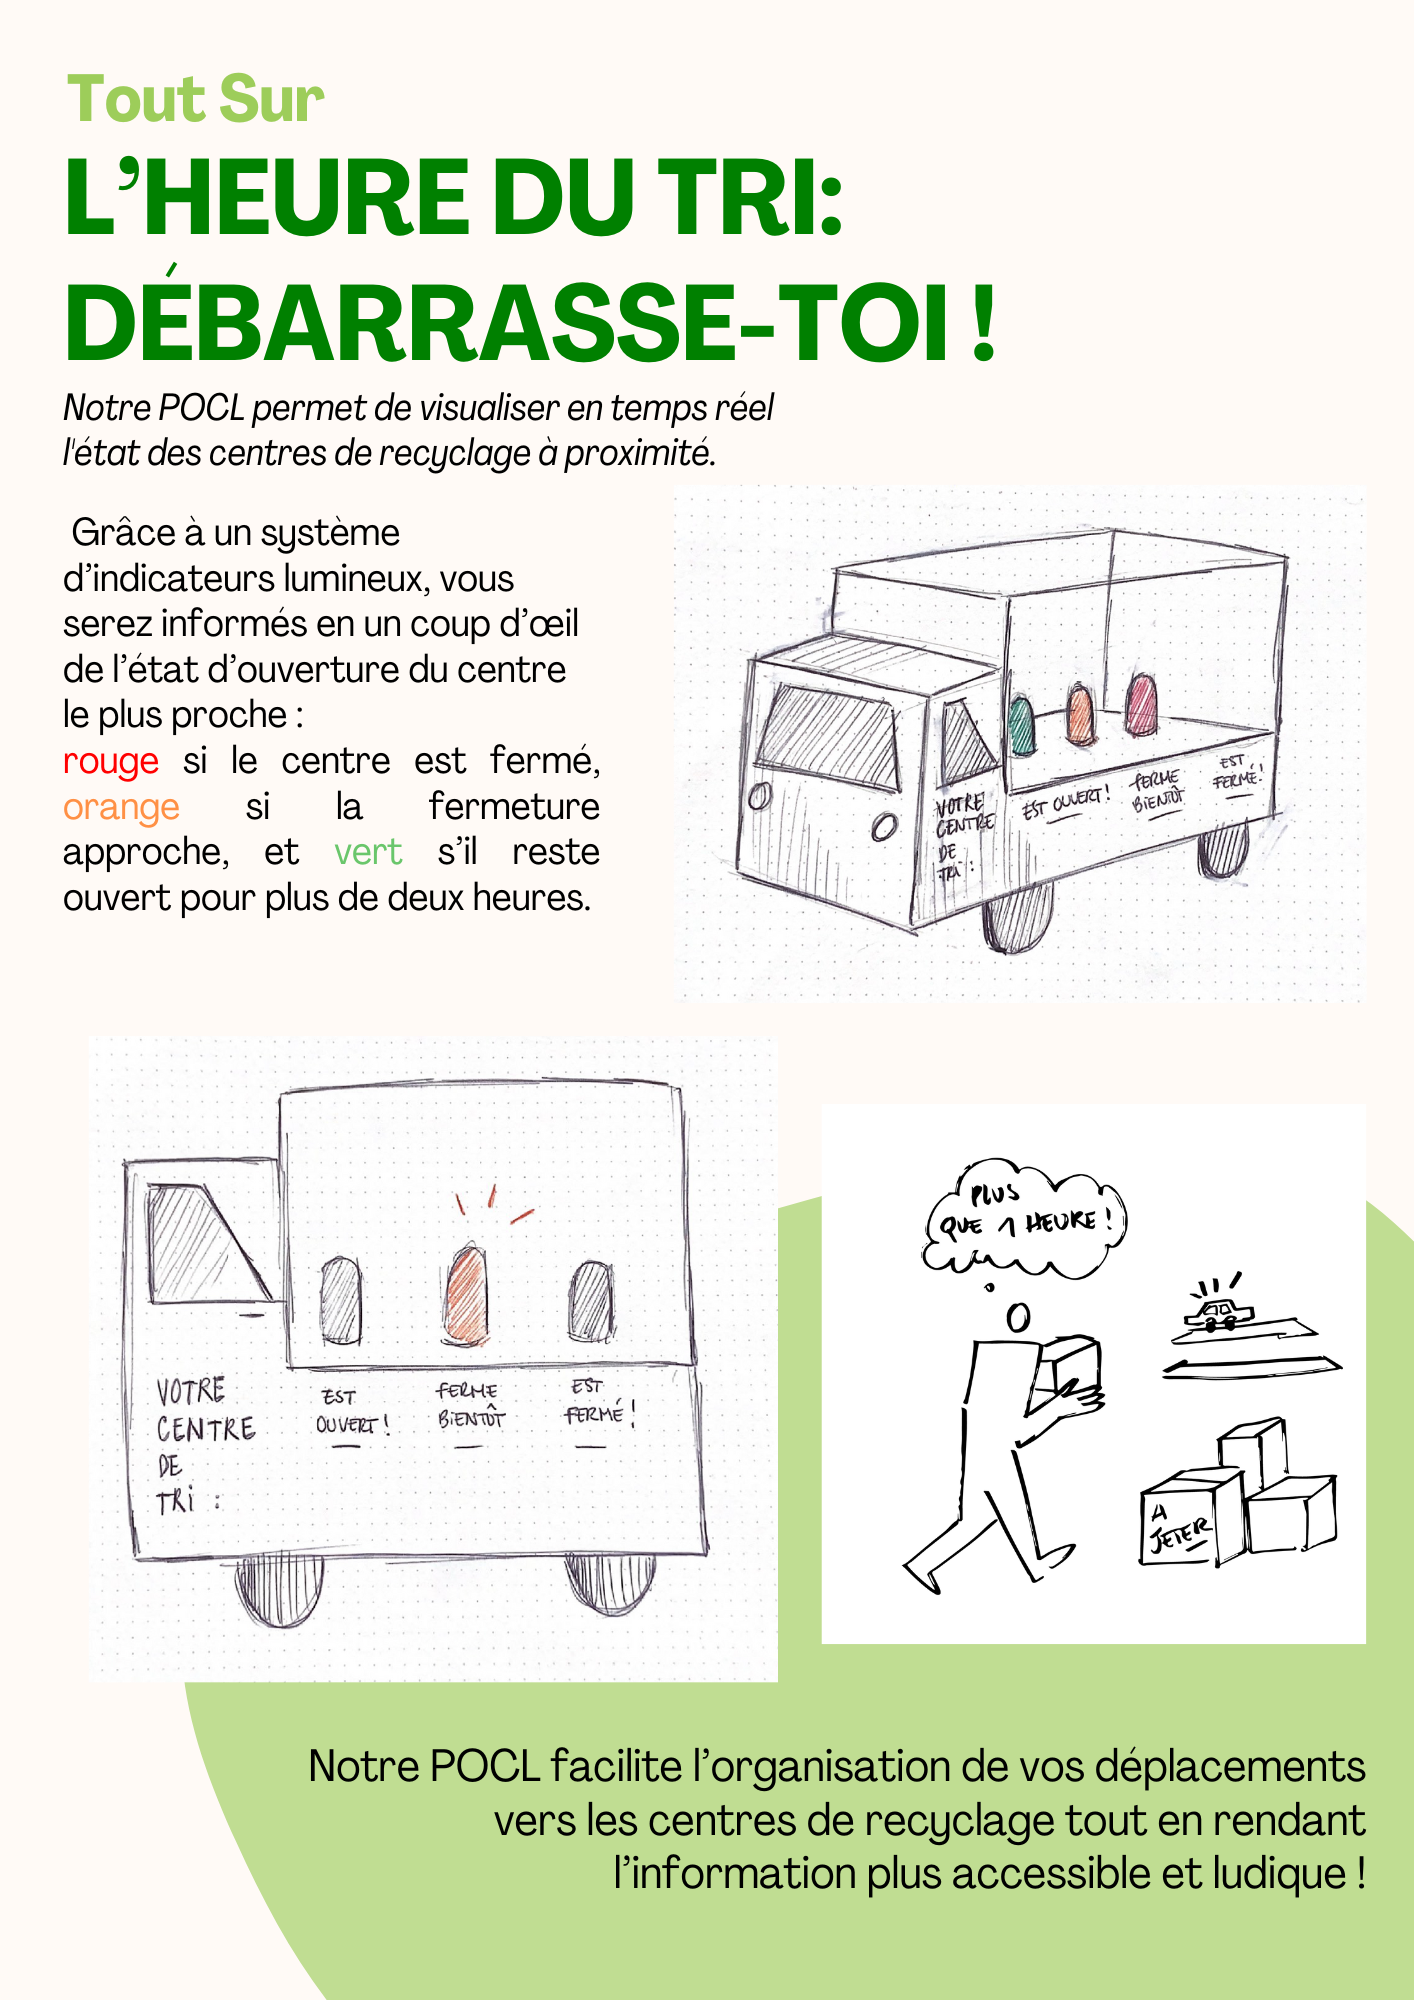 Tout Sur
L’HEURE DU TRI:
DÉBARRASSE-TOI !
Notre POCL permet de visualiser en temps réel
l'état des centres de recyclage à proximité.
Grâce à un système
d’indicateurs lumineux, vous
serez informés en un coup d’œil
de l’état d’ouverture du centre
le plus proche :
rouge si le centre est fermé,
orange si la fermeture
approche, et vert s’il reste
ouvert pour plus de deux heures.
VOTRE
CENTRE
DE
TRI :
EST OUVERT !
FERME
BIENTÔT
EST
FERMÉ !
VOTRE
CENTRE
DE
TRI :
EST
OUVERT !
FERME
BIENTÔT
EST
FERMÉ !
PLUS
QUE 1 HEURE !
A
JETER
Notre POCL facilite l’organisation de vos déplacements
vers les centres de recyclage tout en rendant
l’information plus accessible et ludique !